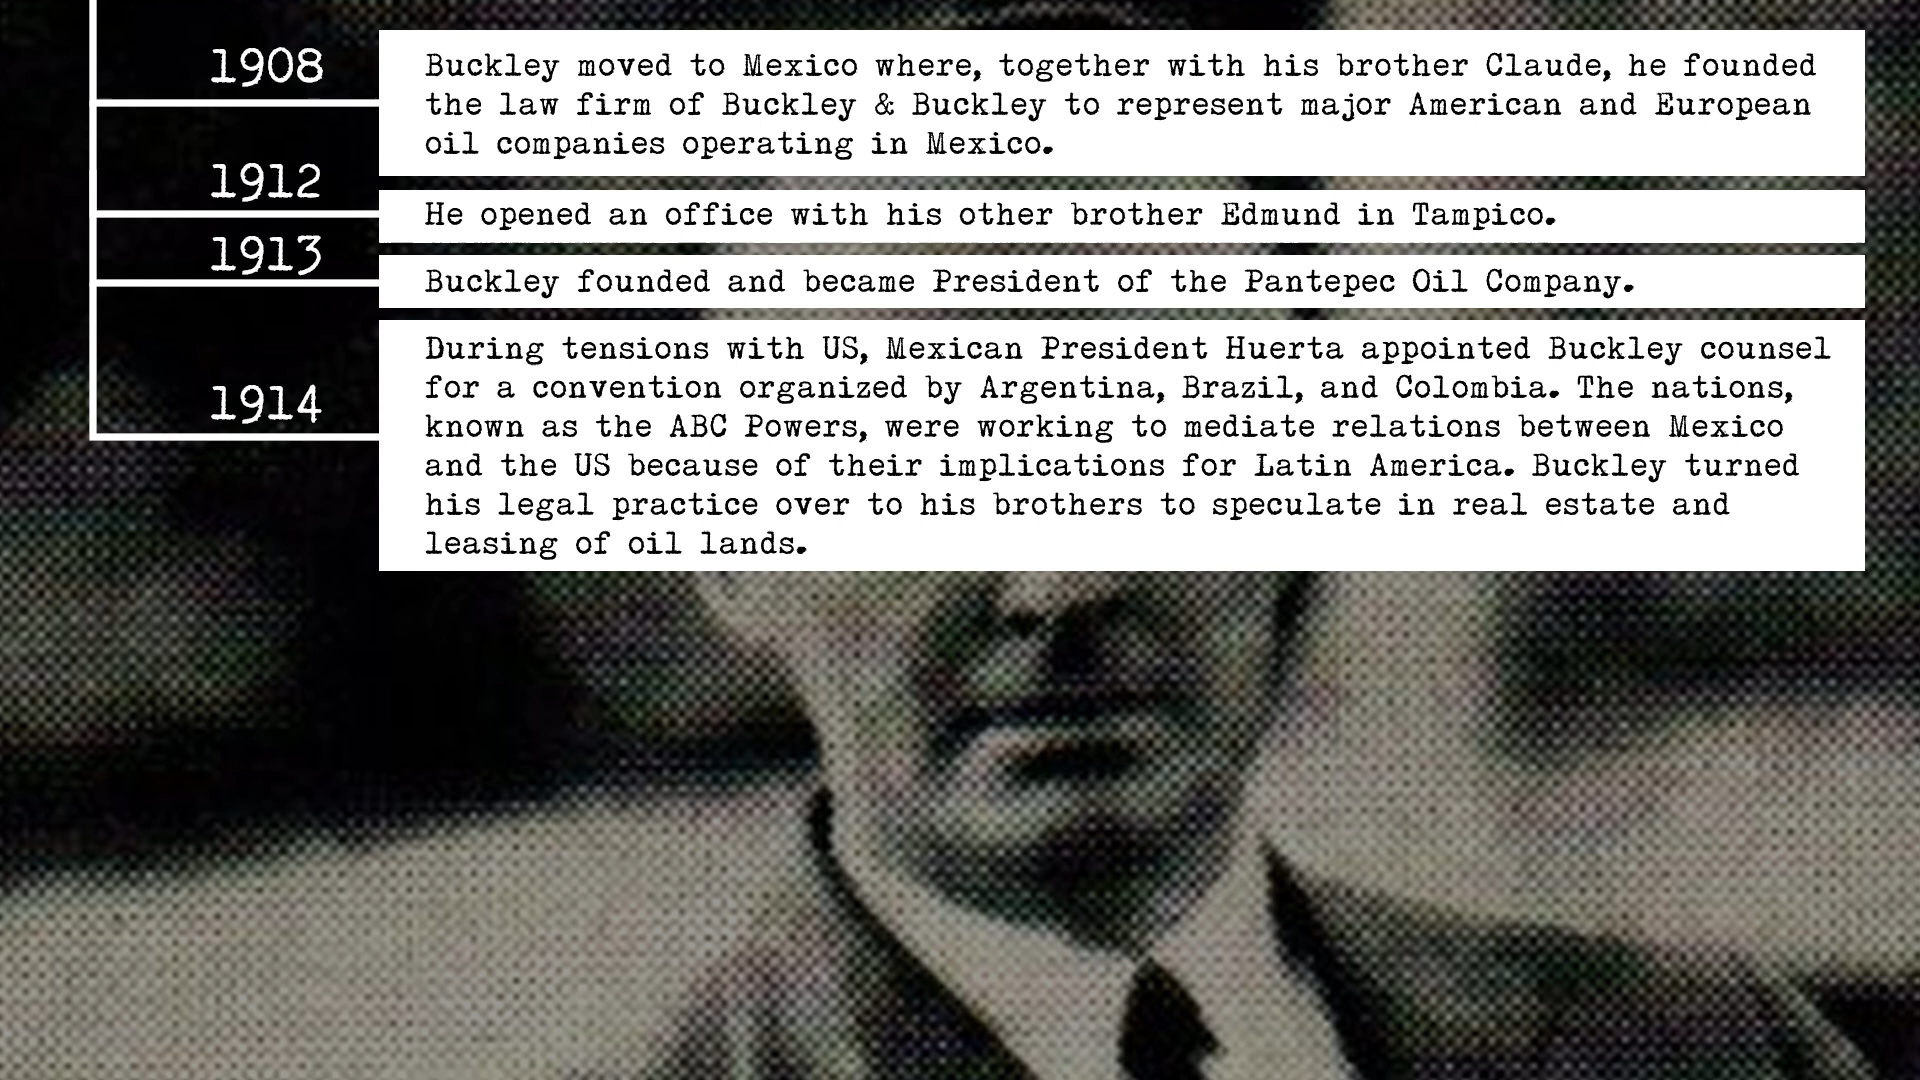 1908
Buckley moved to Mexico where, together with his brother Claude, he founded
the law firm of Buckley & Buckley to represent major American and European
oil companies operating in Mexico.
1912
He opened an office with his other brother Edmund in Tampico.
1913
Buckley founded and became President of the Pantepec Oil Company.
1914
During tensions with US, Mexican President Huerta appointed Buckley counsel
for a convention organized by Argentina, Brazil, and Colombia. The nations,
known as the ABC Powers, were working to mediate relations between Mexico
and the US because of their implications for Latin America. Buckley turned
his legal practice over to his brothers to speculate in real estate and
leasing of oil lands.